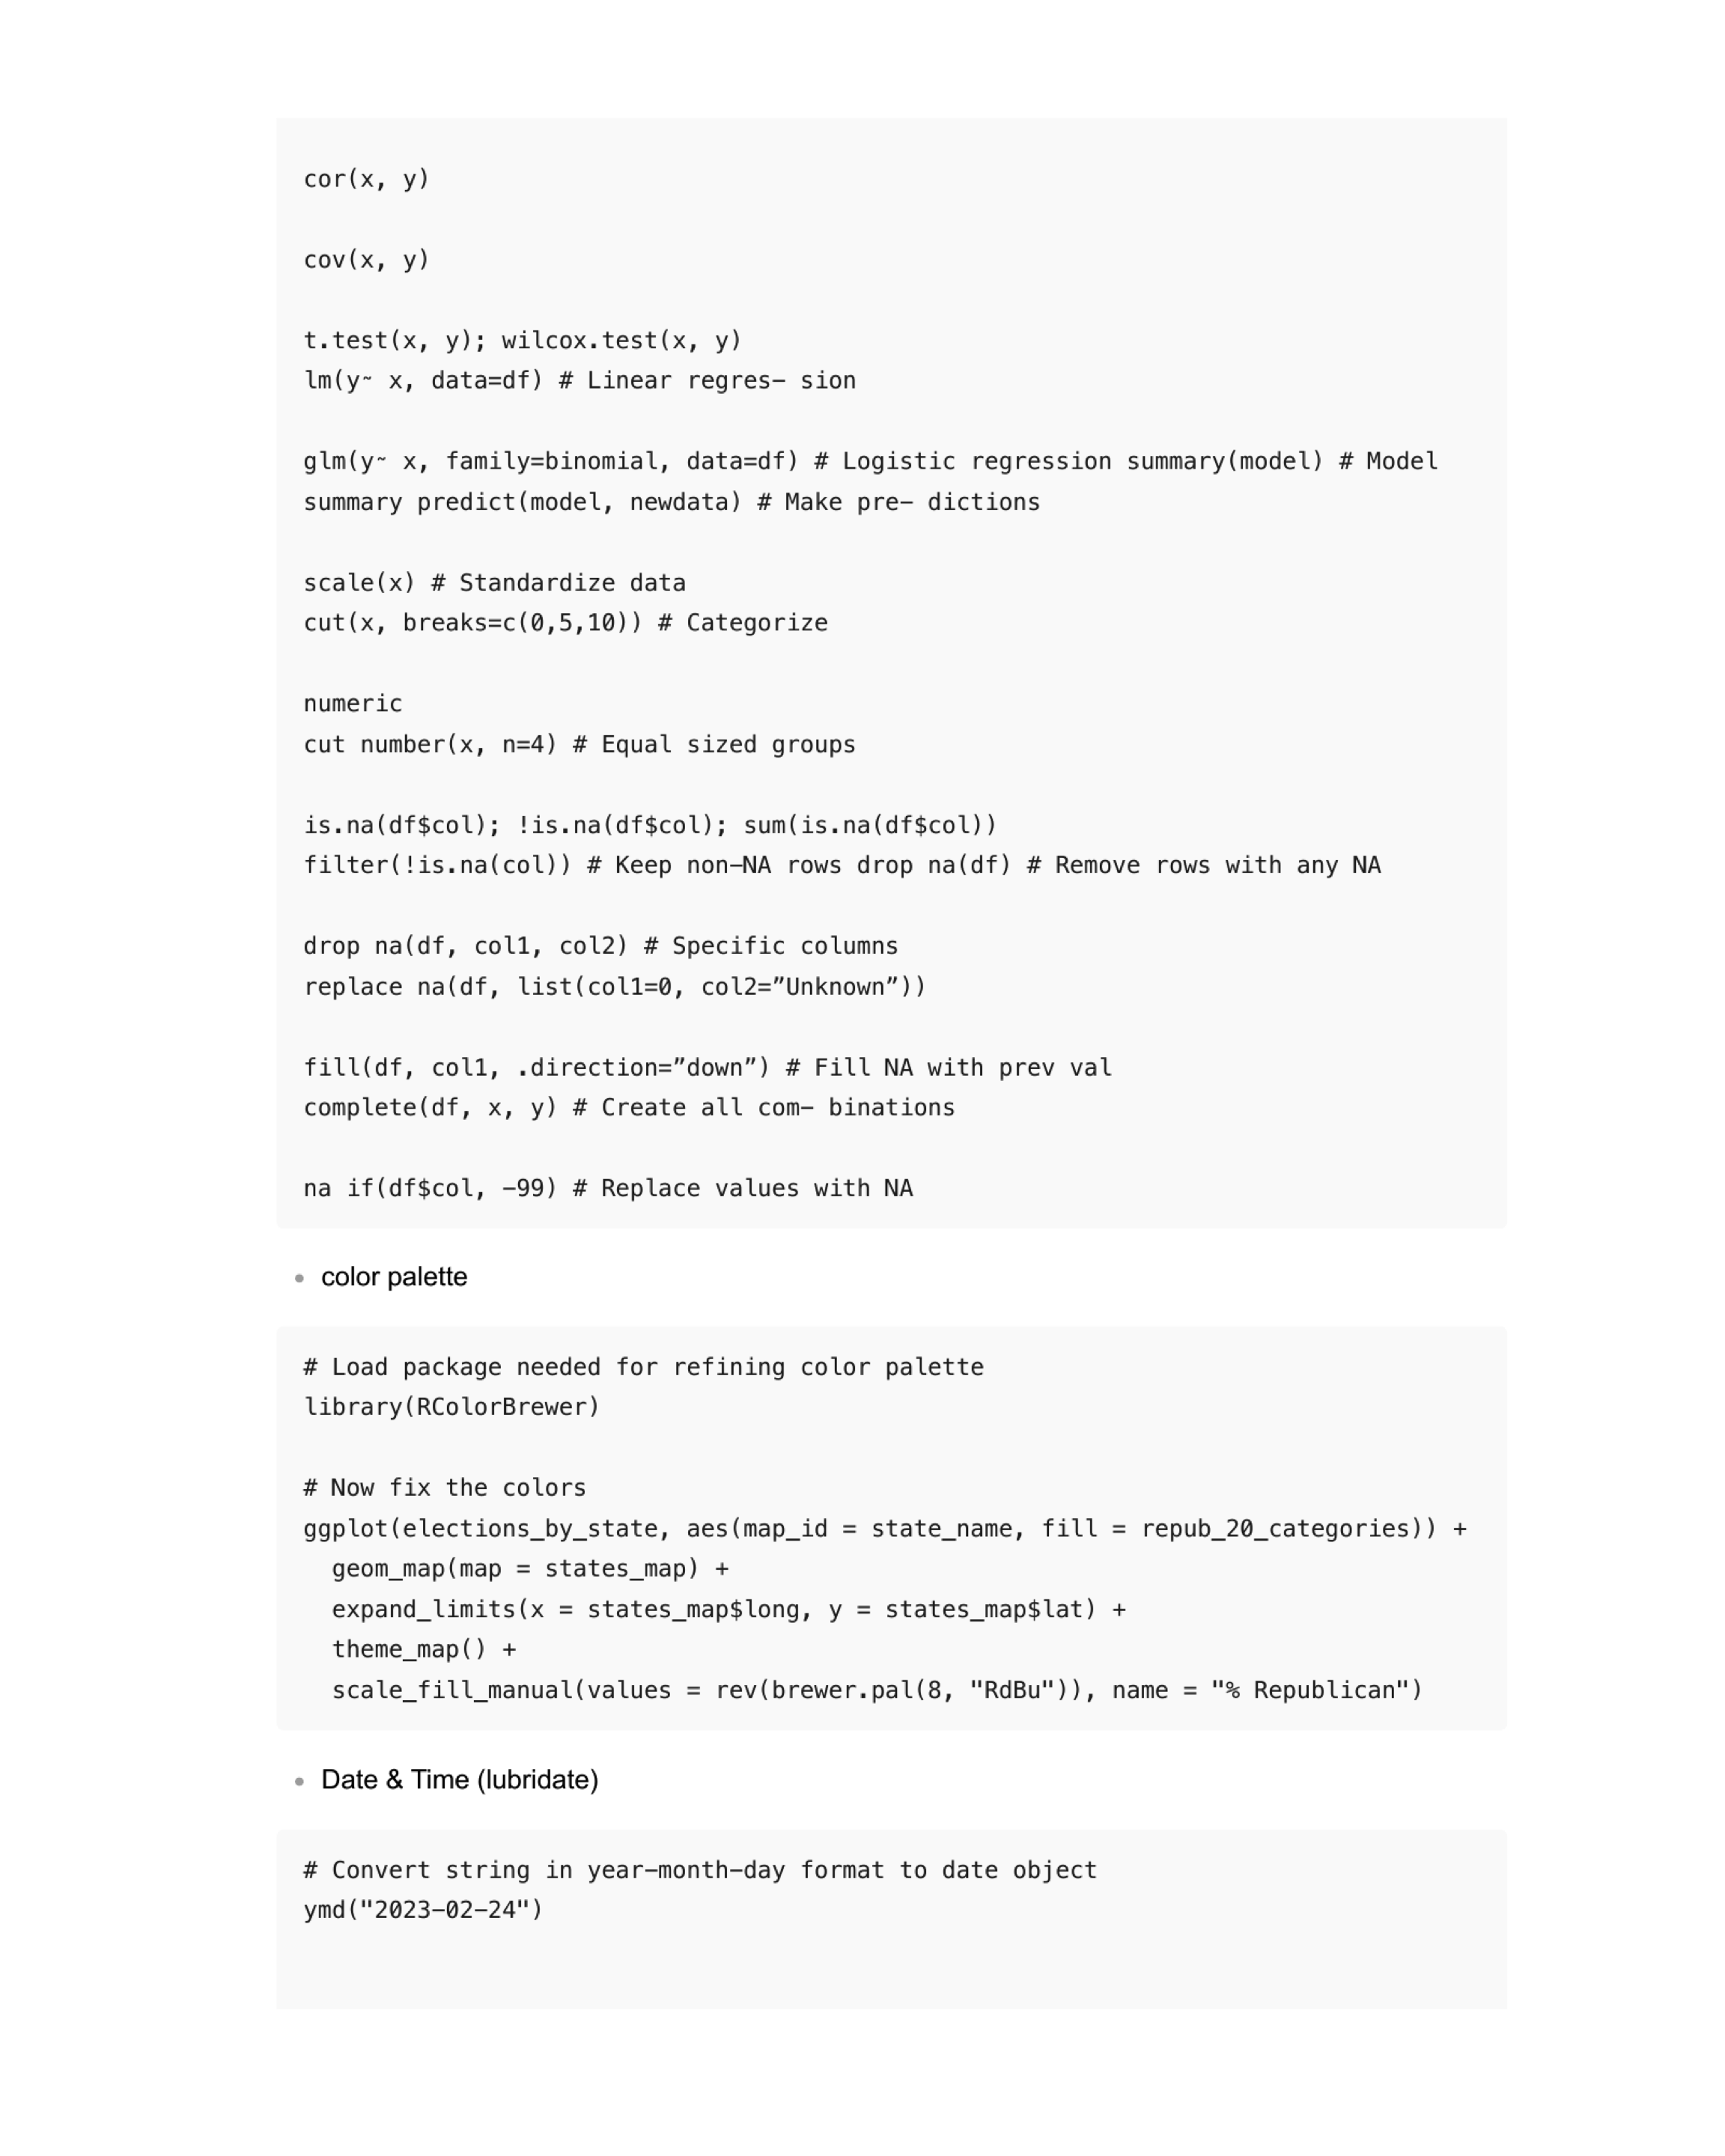 cor(x, y)
cov(x, y)
t.test(x, y); wilcox.test(x, y)
lm(y˜ x, data=df) # Linear regres- sion
glm(y˜ x, family=binomial, data=df) # Logistic regression summary(model) # Model
summary predict(model, newdata) # Make pre- dictions
scale(x) # Standardize data
cut(x, breaks=c(0,5,10)) # Categorize
numeric
cut number(x, n=4) # Equal sized groups
is.na(df$col); !is.na(df$col); sum(is.na(df$col))
filter(!is.na(col)) # Keep non-NA rows drop na(df) # Remove rows with any NA
drop na(df, col1, col2) # Specific columns
replace na(df, list(col1=0, col2=”Unknown”))
fill(df, col1, .direction=”down”) # Fill NA with prev val
complete(df, x, y) # Create all com- binations
na if(df$col, -99) # Replace values with NA
• color palette
# Load package needed for refining color palette
library(RColorBrewer)
# Now fix the colors
ggplot(elections_by_state, aes(map_id = state_name, fill = repub_20_categories)) +
  geom_map(map = states_map) +
  expand_limits(x = states_map$long, y = states_map$lat) +
  theme_map() +
  scale_fill_manual(values = rev(brewer.pal(8, "RdBu")), name = "% Republican")
• Date & Time (lubridate)
# Convert string in year-month-day format to date object
ymd("2023-02-24")